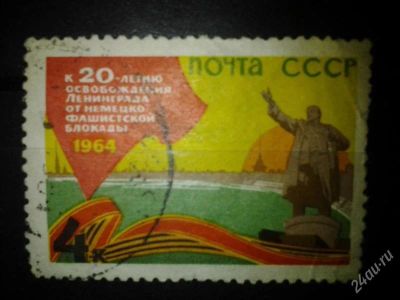 ПОЧТА СССР
К 20-ЛЕТИЮ
ОСВОБОЖДЕНИЯ
ЛЕНИНГРАДА
ОТ НЕМЕЦКО
ФАШИСТСКОЙ
БЛОКАДЫ
1964
4 К
24au.ru